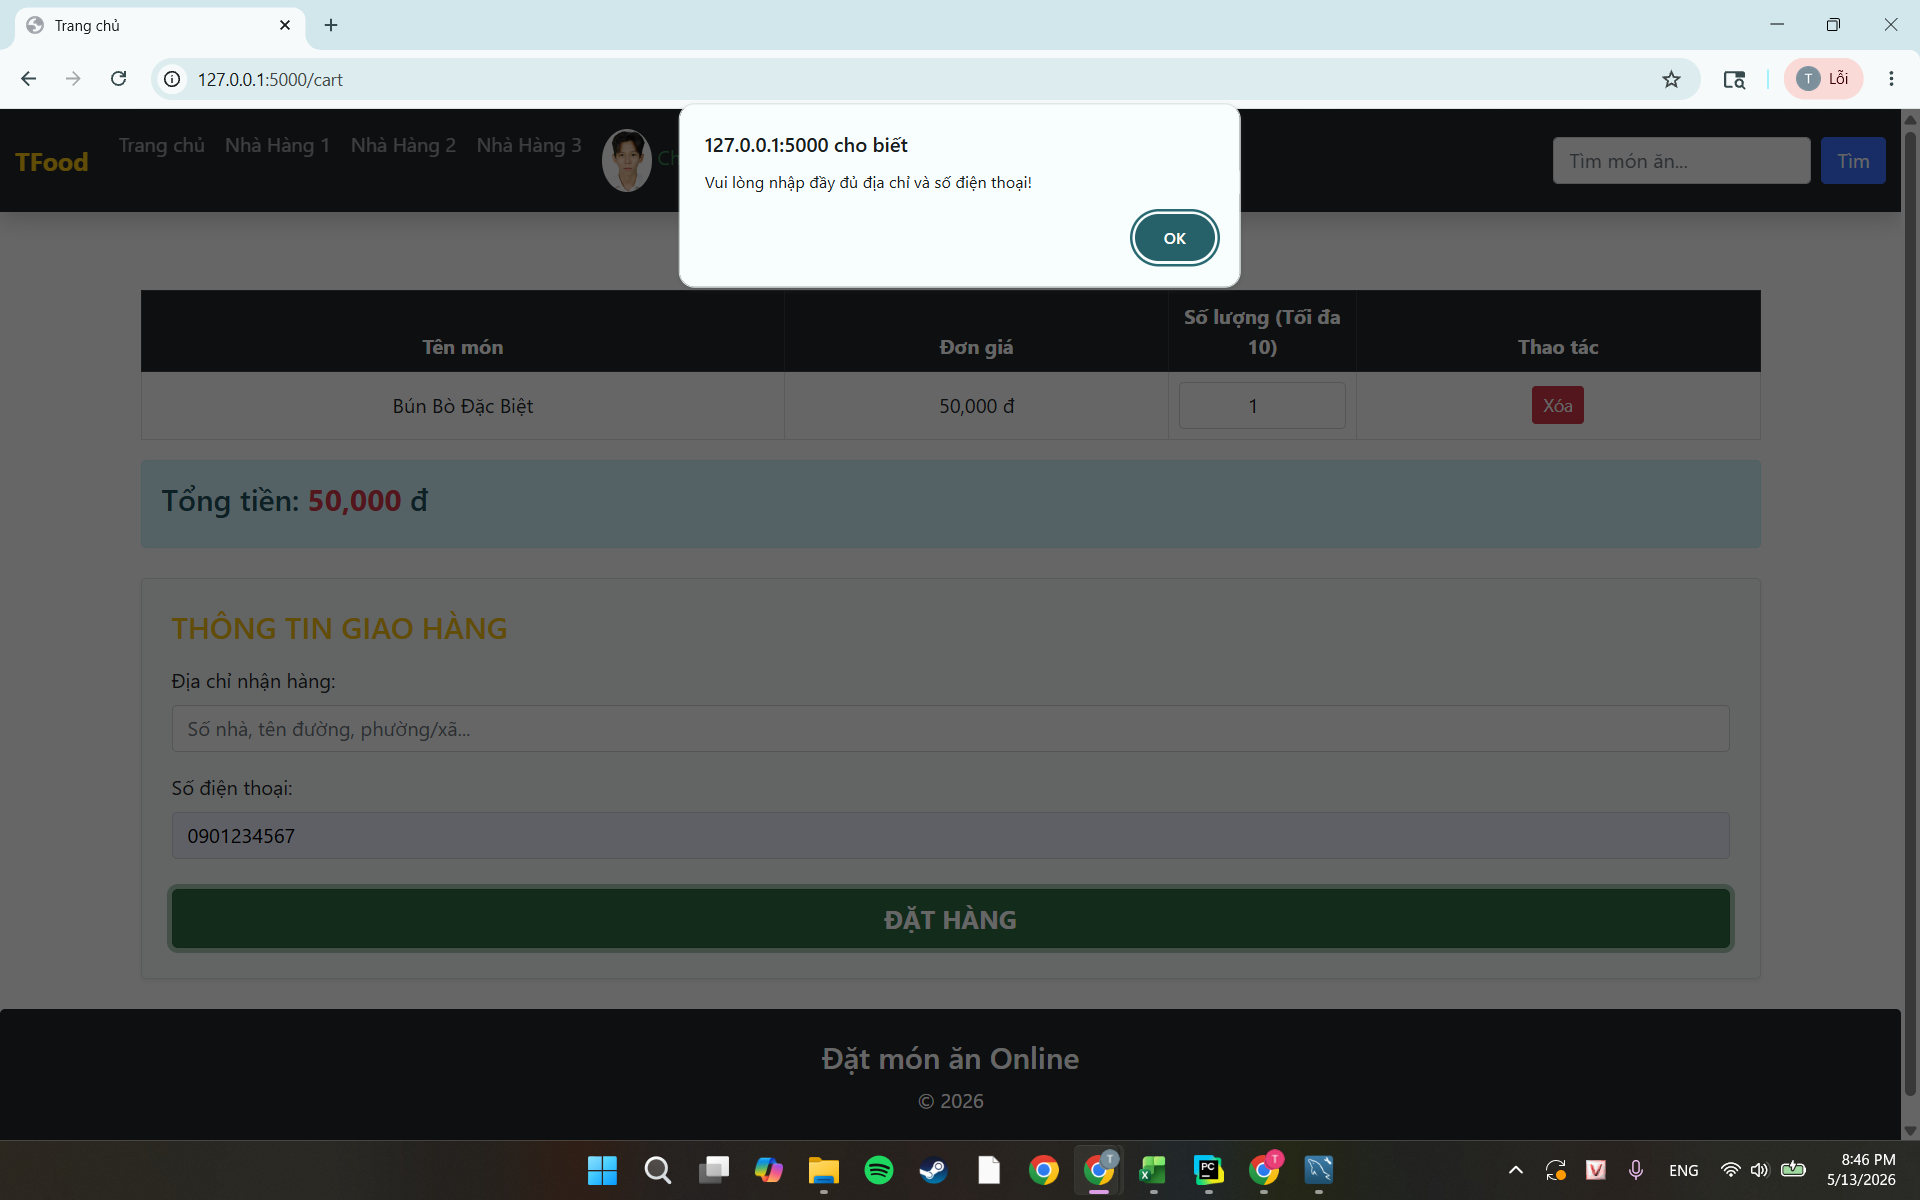 Trang chủ
127.0.0.1:5000/cart
Lỗi
T
TFood
Trang chủ
Nhà Hàng 1
Nhà Hàng 2
Nhà Hàng 3
Tìm món ăn...
Tìm
127.0.0.1:5000 cho biết
Vui lòng nhập đầy đủ địa chỉ và số điện thoại!
OK
Tên món
Đơn giá
Số lượng (Tối đa
10)
Thao tác
Bún Bò Đặc Biệt
50,000 đ
1
Xóa
Tổng tiền: 50,000 đ
THÔNG TIN GIAO HÀNG
Địa chỉ nhận hàng:
Số nhà, tên đường, phường/xã...
Số điện thoại:
0901234567
ĐẶT HÀNG
Đặt món ăn Online
© 2026
ENG
8:46 PM
5/13/2026